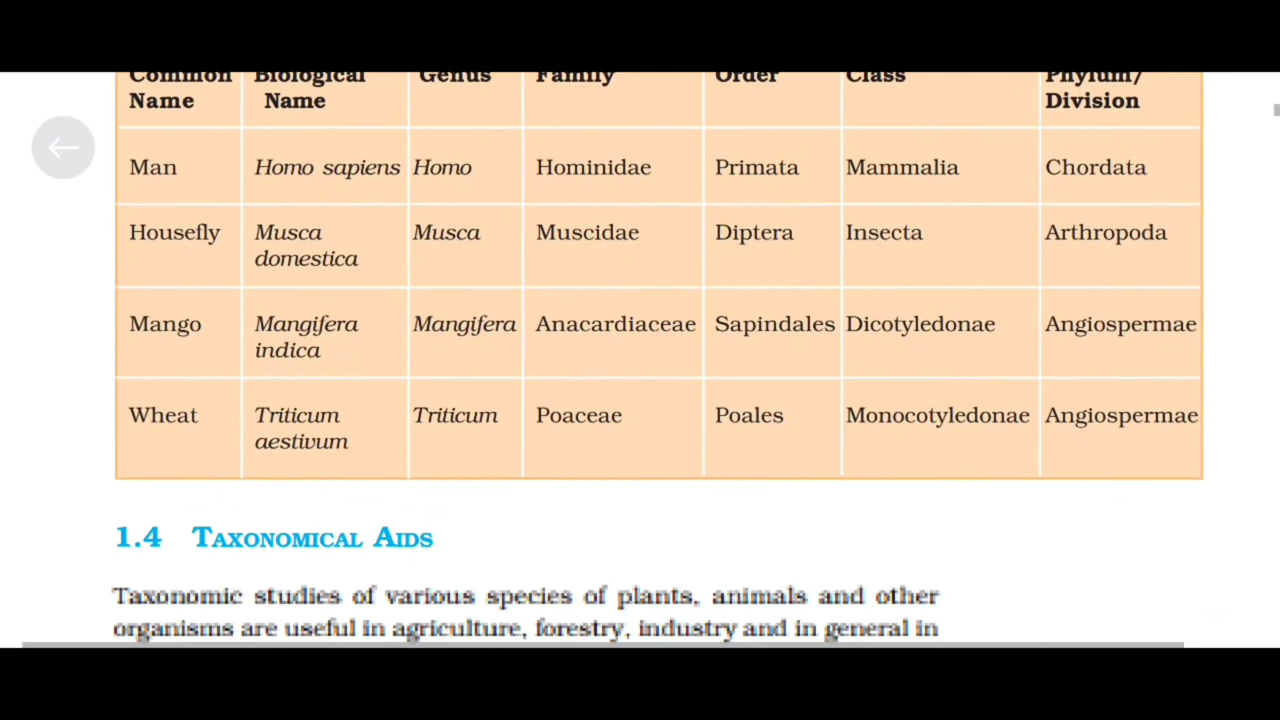 Common Biological Genus Family Order Class Phylum/
Name Name Division
Man Homo sapiens Homo Hominidae Primata Mammalia Chordata
Housefly Musca Musca Muscidae Diptera Insecta Arthropoda
domestica
Mango Mangifera Mangifera Anacardiaceae Sapindales Dicotyledonae Angiospermae
indica
Wheat Triticum Triticum Poaceae Poales Monocotyledonae Angiospermae
aestivum
1.4 Taxonomical Aids
Taxonomic studies of various species of plants, animals and other
organisms are useful in agriculture, forestry, industry and in general in